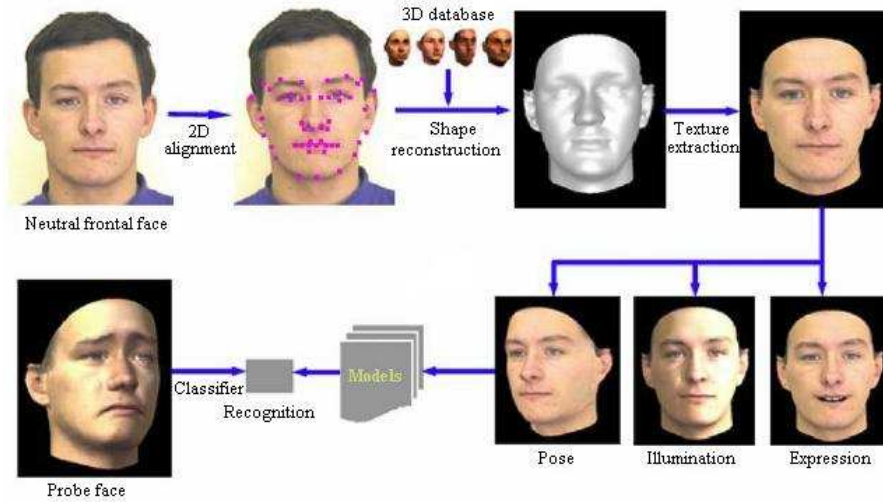 3D database
2D
alignment
Shape
reconstruction
Texture
extraction
Neutral frontal face
Classifier
Recognition
Models
Pose
Illumination
Expression
Probe face